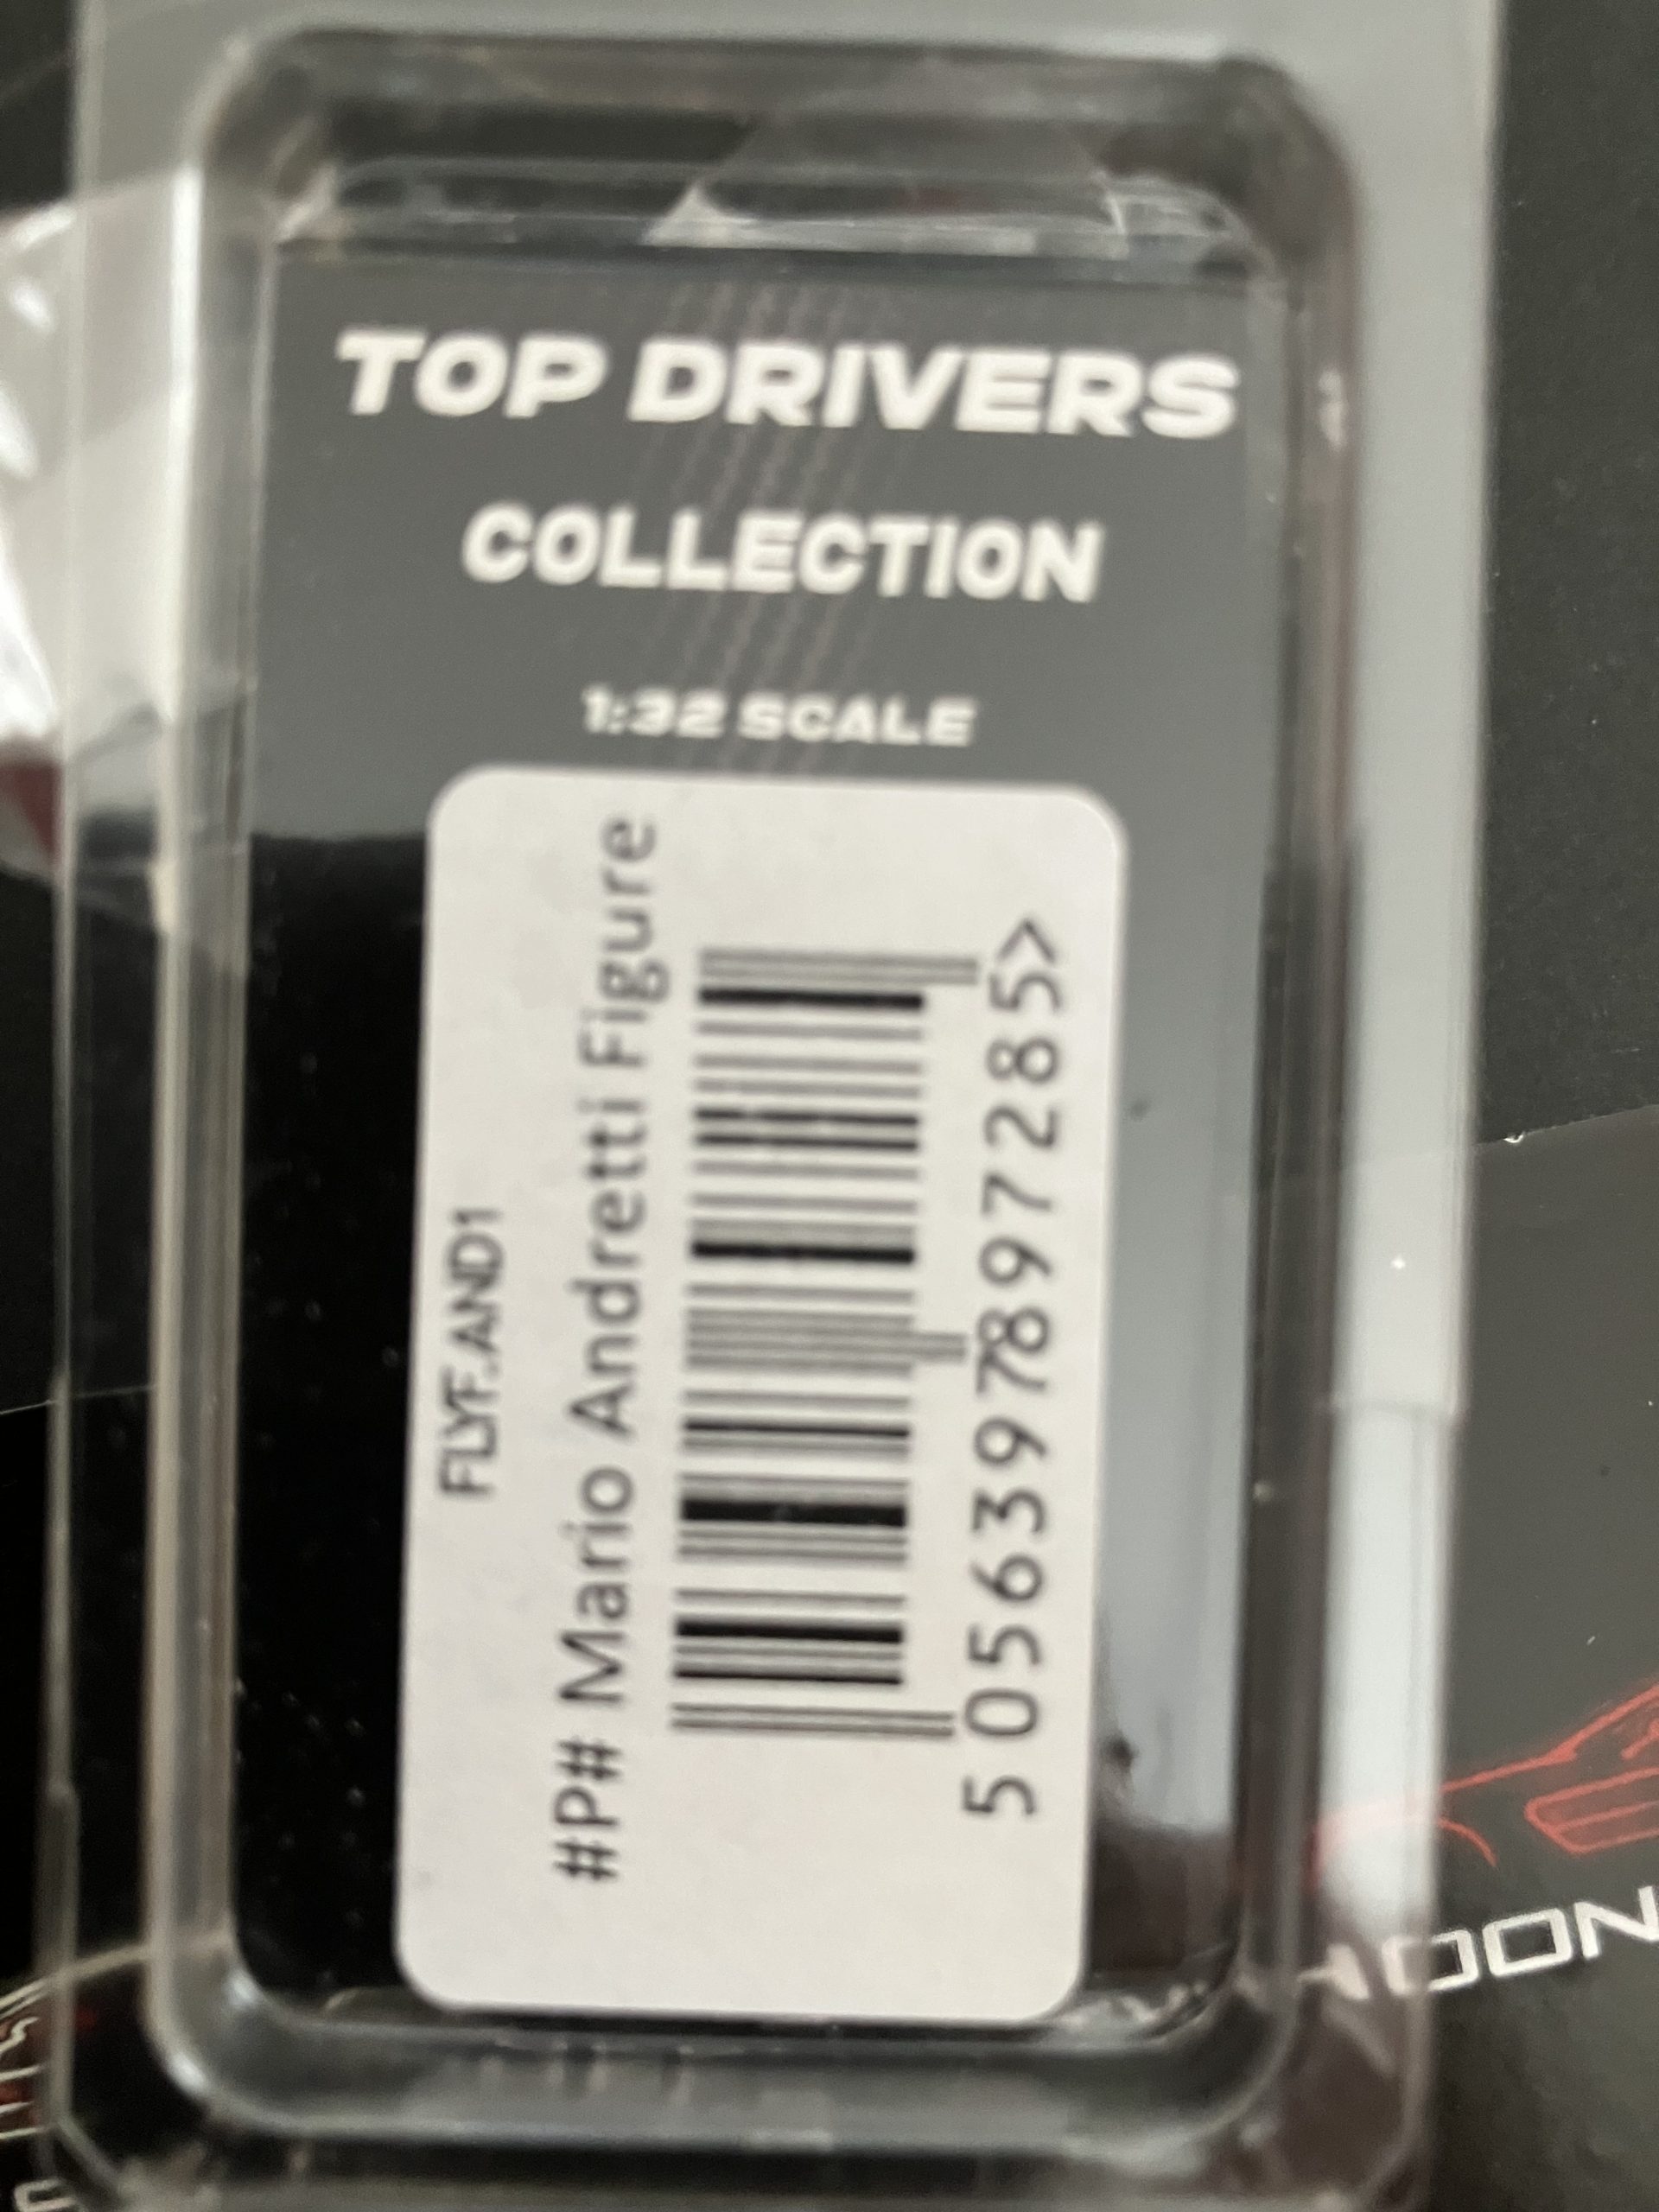 TOP DRIVERS
COLLECTION
1:32 SCALE
FLYF.AND1
#P# Mario Andretti Figure
5 056397 897285>